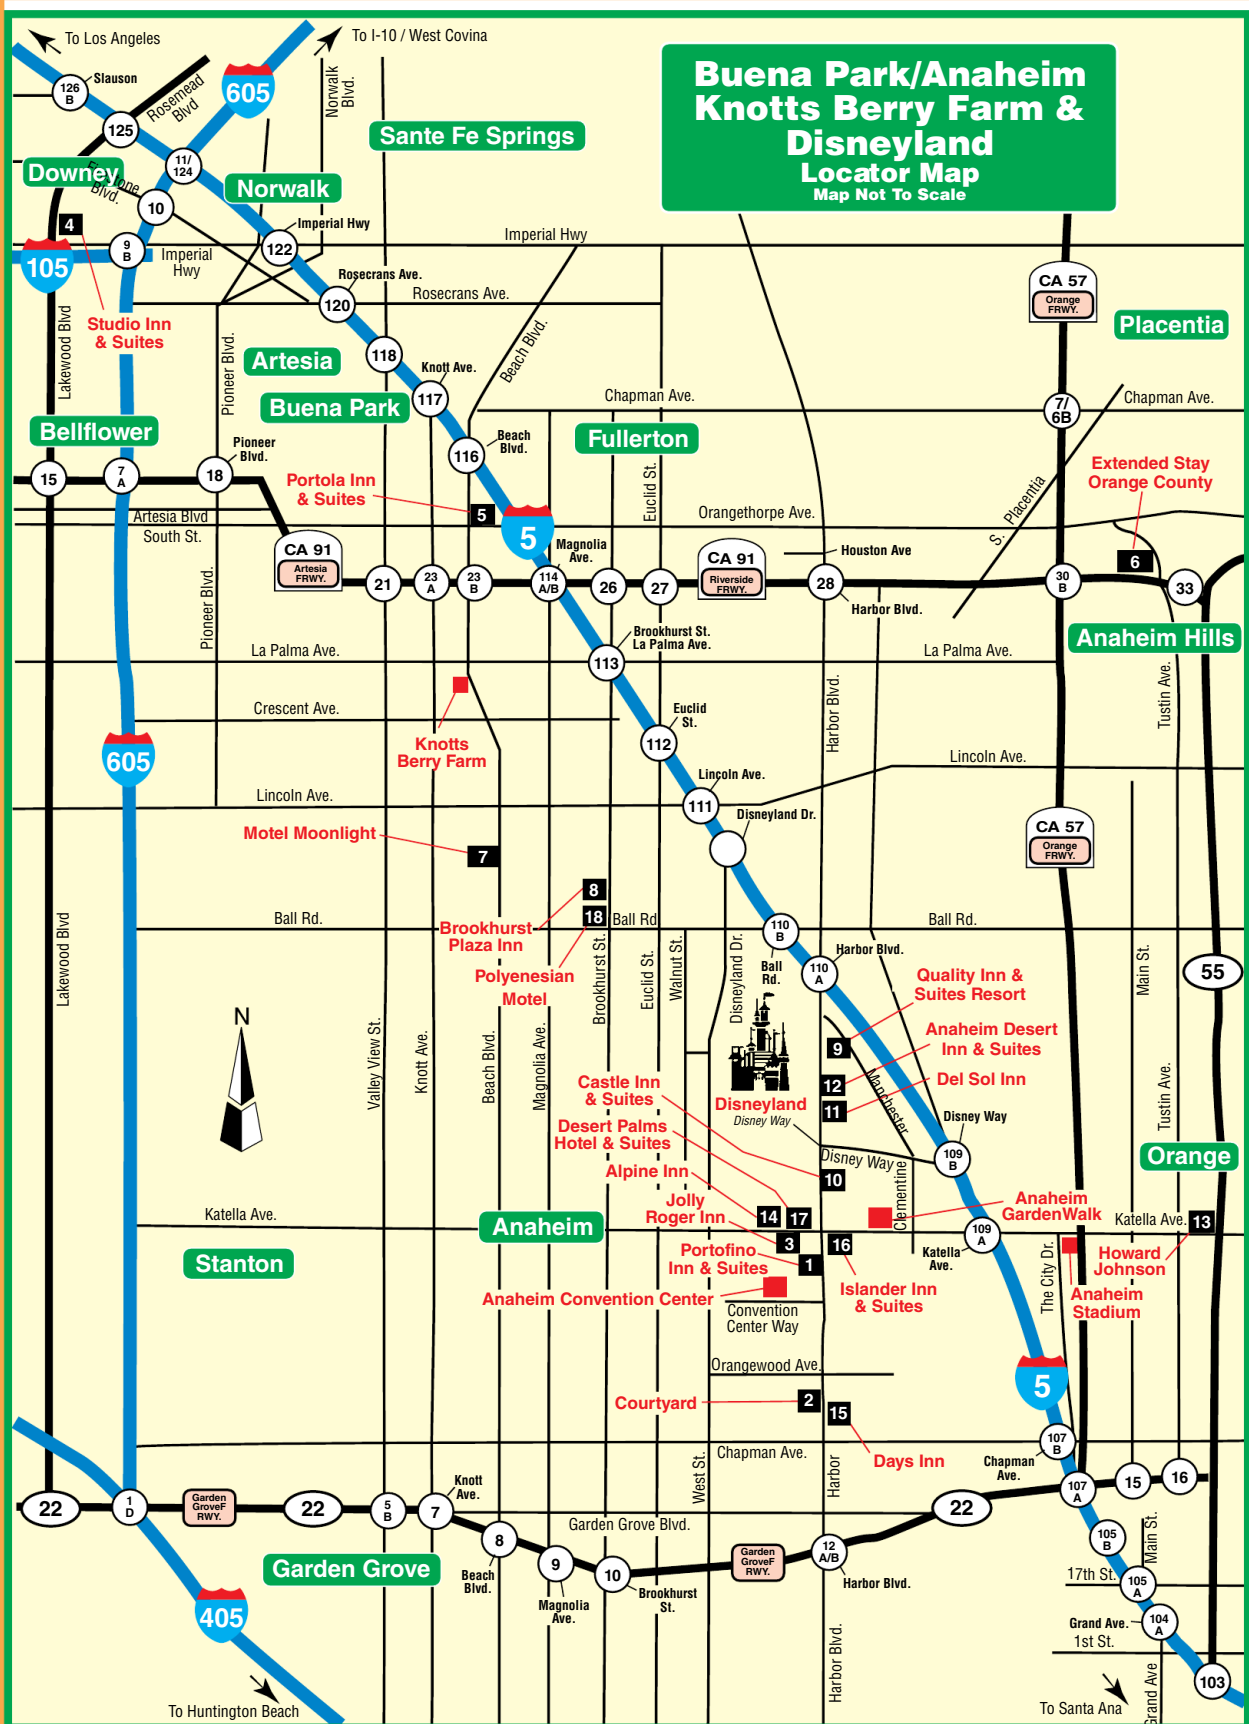 To Los Angeles
To I-10 / West Covina
126
B
Slauson
Rosemead
Blvd
605
Norwalk
Blvd.
125
Sante Fe Springs
Buena Park/Anaheim
Knotts Berry Farm &
Disneyland
Locator Map
Map Not To Scale
11/
124
Downey
Blvd.
Norwalk
10
4
Imperial Hwy
122
Imperial Hwy
9
B
Imperial
Hwy
105
Rosecrans Ave.
120
Rosecrans Ave.
CA 57
Orange
FRWY.
Placentia
Studio Inn
& Suites
Lakewood Blvd
Pioneer Blvd.
Artesia
118
Knott Ave.
Beach Blvd.
Buena Park
117
Chapman Ave.
7/
6B
Chapman Ave.
Bellflower
Fullerton
Pioneer
Blvd.
116
Beach
Blvd.
15
7
A
18
Portola Inn
& Suites
Euclid St.
Extended Stay
Orange County
Artesia Blvd
South St.
5
5
Orangethorpe Ave.
S. Placentia
CA 91
Artesia
FRWY.
Magnolia
Ave.
CA 91
Riverside
FRWY.
Houston Ave
6
21
23
A
23
B
114
A/B
26
27
28
Harbor Blvd.
30
B
33
Pioneer Blvd.
Brookhurst St.
La Palma Ave.
Anaheim Hills
La Palma Ave.
113
La Palma Ave.
Tustin Ave.
Harbor Blvd.
Crescent Ave.
Euclid
St.
605
Knotts
Berry Farm
112
Lincoln Ave.
Lincoln Ave.
Lincoln Ave.
111
Disneyland Dr.
CA 57
Orange
FRWY.
Motel Moonlight
7
8
18
Ball Rd.
Brookhurst
Plaza Inn
Ball Rd
Ball Rd.
110
B
Lakewood Blvd
Polyenesian
Motel
Brookhurst St.
Euclid St.
Walnut St.
Disneyland Dr.
Ball
Rd.
110
A
Harbor Blvd.
Main St.
55
Quality Inn &
Suites Resort
N
Valley View St.
Knott Ave.
Beach Blvd.
Magnolia Ave.
9
Anaheim Desert
Inn & Suites
Castle Inn
& Suites
12
Manchester
Del Sol Inn
Tustin Ave.
Disneyland
11
Disney Way
Disney Way
Desert Palms
Hotel & Suites
Disney Way
109
B
Orange
Alpine Inn
10
Clementine
Jolly
Roger Inn
Anaheim
GardenWalk
Katella Ave.
Anaheim
14
17
Katella Ave.
13
109
A
Stanton
3
16
Katella
Ave.
Portofino
Inn & Suites
1
The City Dr.
Howard
Johnson
Anaheim Convention Center
Islander Inn
& Suites
Anaheim
Stadium
Convention
Center Way
Orangewood Ave.
5
Courtyard
2
15
Days Inn
107
B
Chapman Ave.
Chapman
Ave.
West St.
Harbor
22
1
D
Garden
GroveF
RWY.
22
5
B
7
Knott
Ave.
22
107
A
15
16
Garden Grove Blvd.
105
B
Main St.
8
Beach
Blvd.
9
Magnolia
Ave.
10
Brookhurst
St.
Garden
GroveF
RWY.
12
A/B
Harbor Blvd.
Garden Grove
17th St.
105
A
405
Grand Ave.
104
A
1st St.
Harbor Blvd.
Grand Ave
103
To Huntington Beach
To Santa Ana